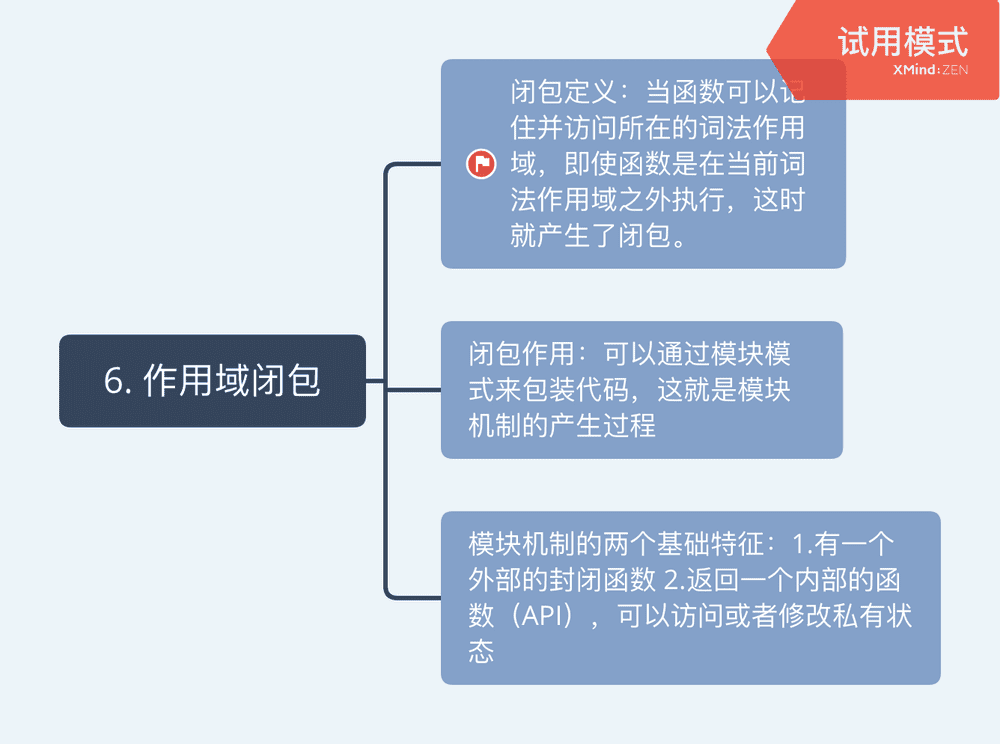 试用模式
XMind:ZEN
闭包定义：当函数可以记
住并访问所在的词法作用
域，即使函数是在当前词
法作用域之外执行，这时
就产生了闭包。
6. 作用域闭包
闭包作用：可以通过模块模
式来包装代码，这就是模块
机制的产生过程
模块机制的两个基础特征：1.有一个
外部的封闭函数 2.返回一个内部的函
数（API），可以访问或者修改私有状
态